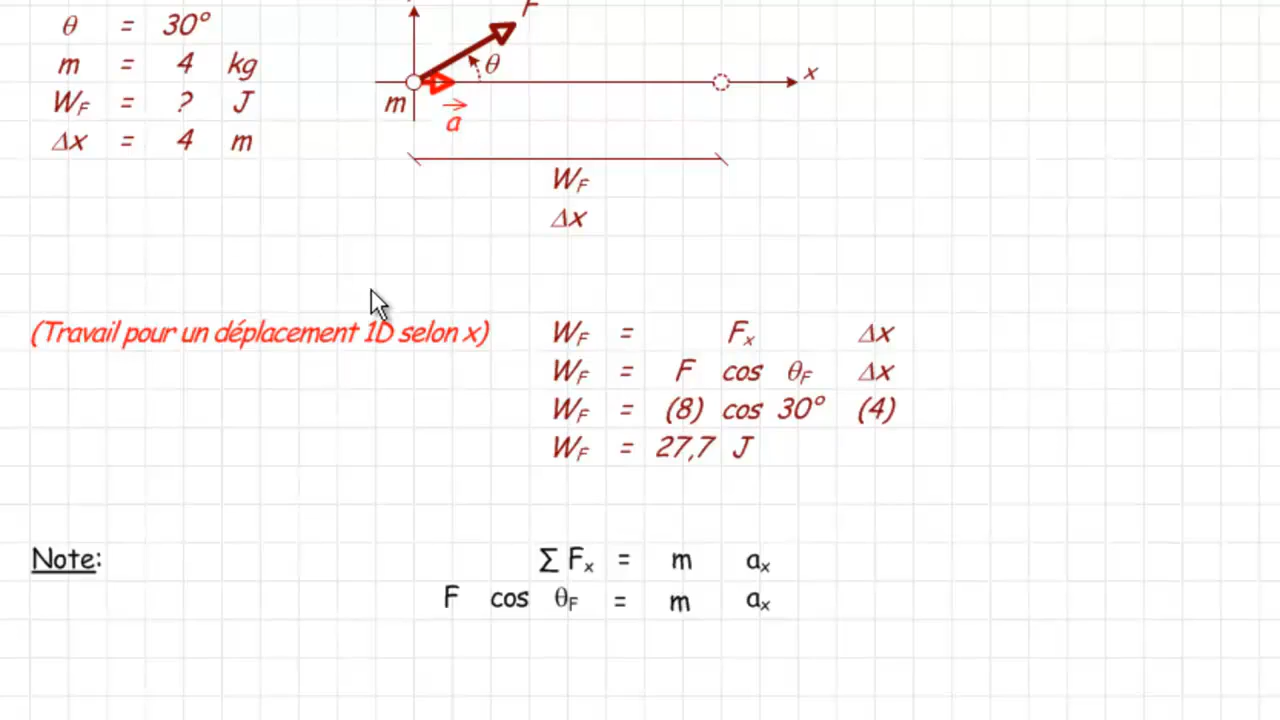 θ = 30°
m = 4 kg
W_F = ? J
Δx = 4 m
F
θ
x
m
a
W_F
Δx
(Travail pour un déplacement 1D selon x) W_F = F_x Δx
W_F = F cos θ_F Δx
W_F = (8) cos 30° (4)
W_F = 27,7 J
Note: ∑ F_x = m a_x
F cos θ_F = m a_x